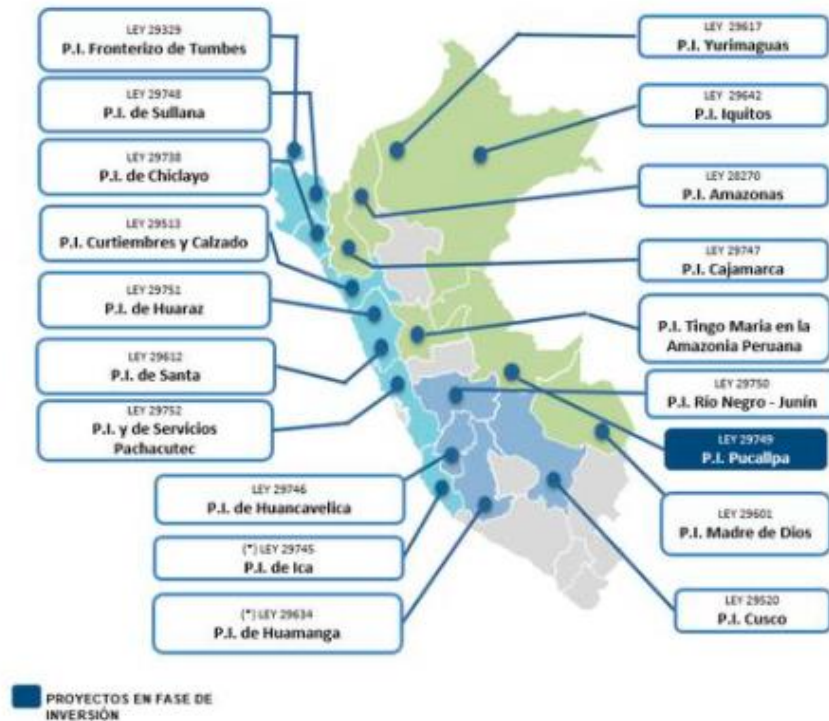 LEY 29329
P.I. Fronterizo de Tumbes
LEY 29748
P.I. de Sullana
LEY 29738
P.I. de Chiclayo
LEY 29513
P.I. Curtiembres y Calzado
LEY 29751
P.I. de Huaraz
LEY 29612
P.I. de Santa
LEY 29752
P.I. y de Servicios
Pachacutec
LEY 29746
P.I. de Huancavelica
(*) LEY 29745
P.I. de Ica
(*) LEY 29634
P.I. de Huamanga
LEY 29617
P.I. Yurimaguas
LEY 29642
P.I. Iquitos
LEY 28270
P.I. Amazonas
LEY 29747
P.I. Cajamarca
P.I. Tingo Maria en la
Amazonia Peruana
LEY 29750
P.I. Río Negro - Junín
LEY 29749
P.I. Pucallpa
LEY 29601
P.I. Madre de Dios
LEY 29520
P.I. Cusco
PROYECTOS EN FASE DE
INVERSIÓN